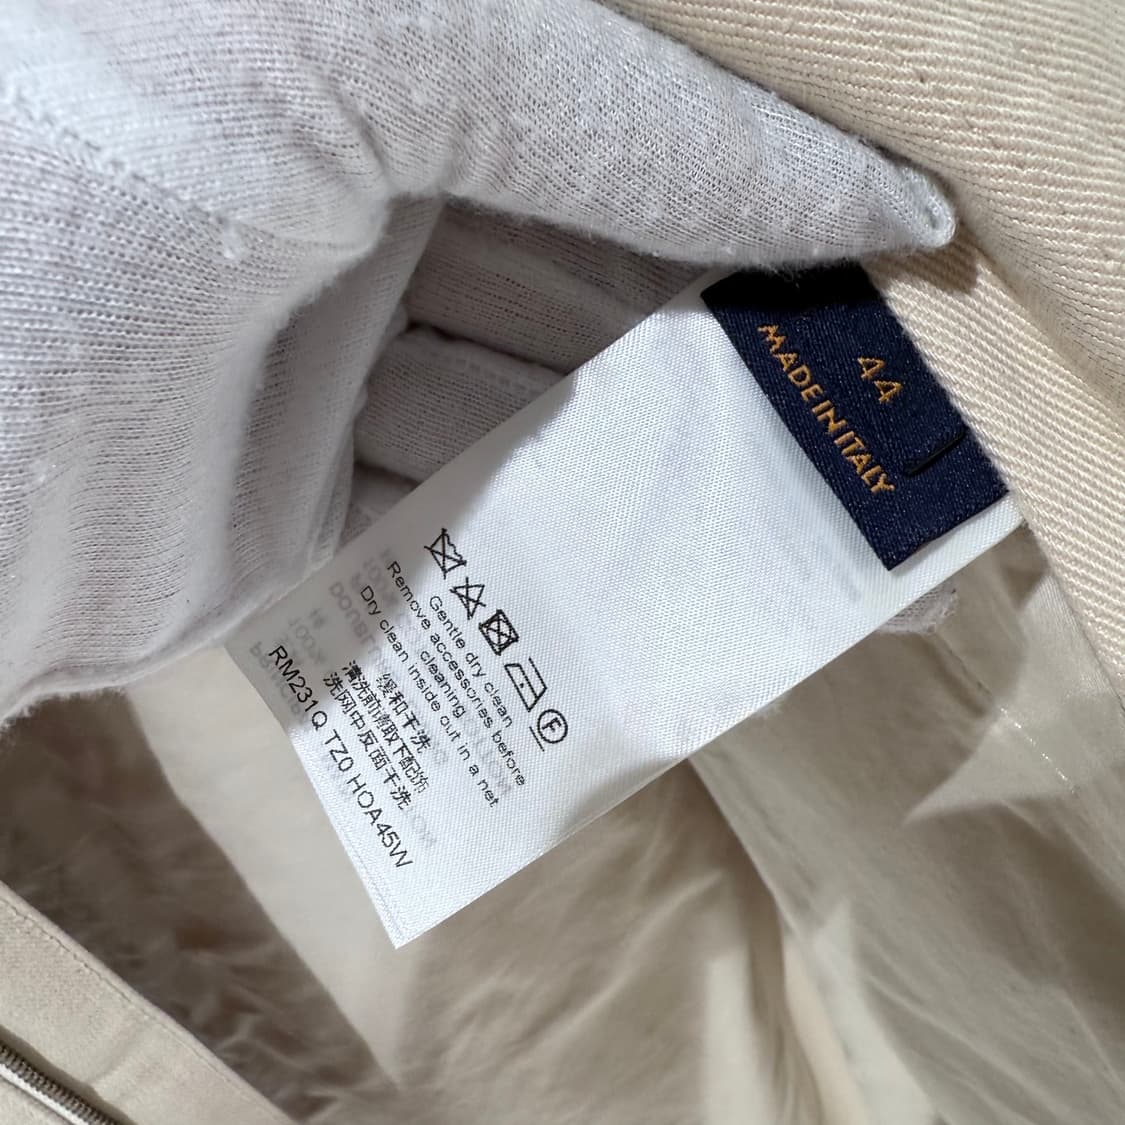 44
MADE IN ITALY
F
Gentle dry clean
Remove accessories before
cleaning
Dry clean inside out in a net
缓和干洗
清洗前请取下配饰
洗网中反面干洗
RM231Q TZ0 HOA45W